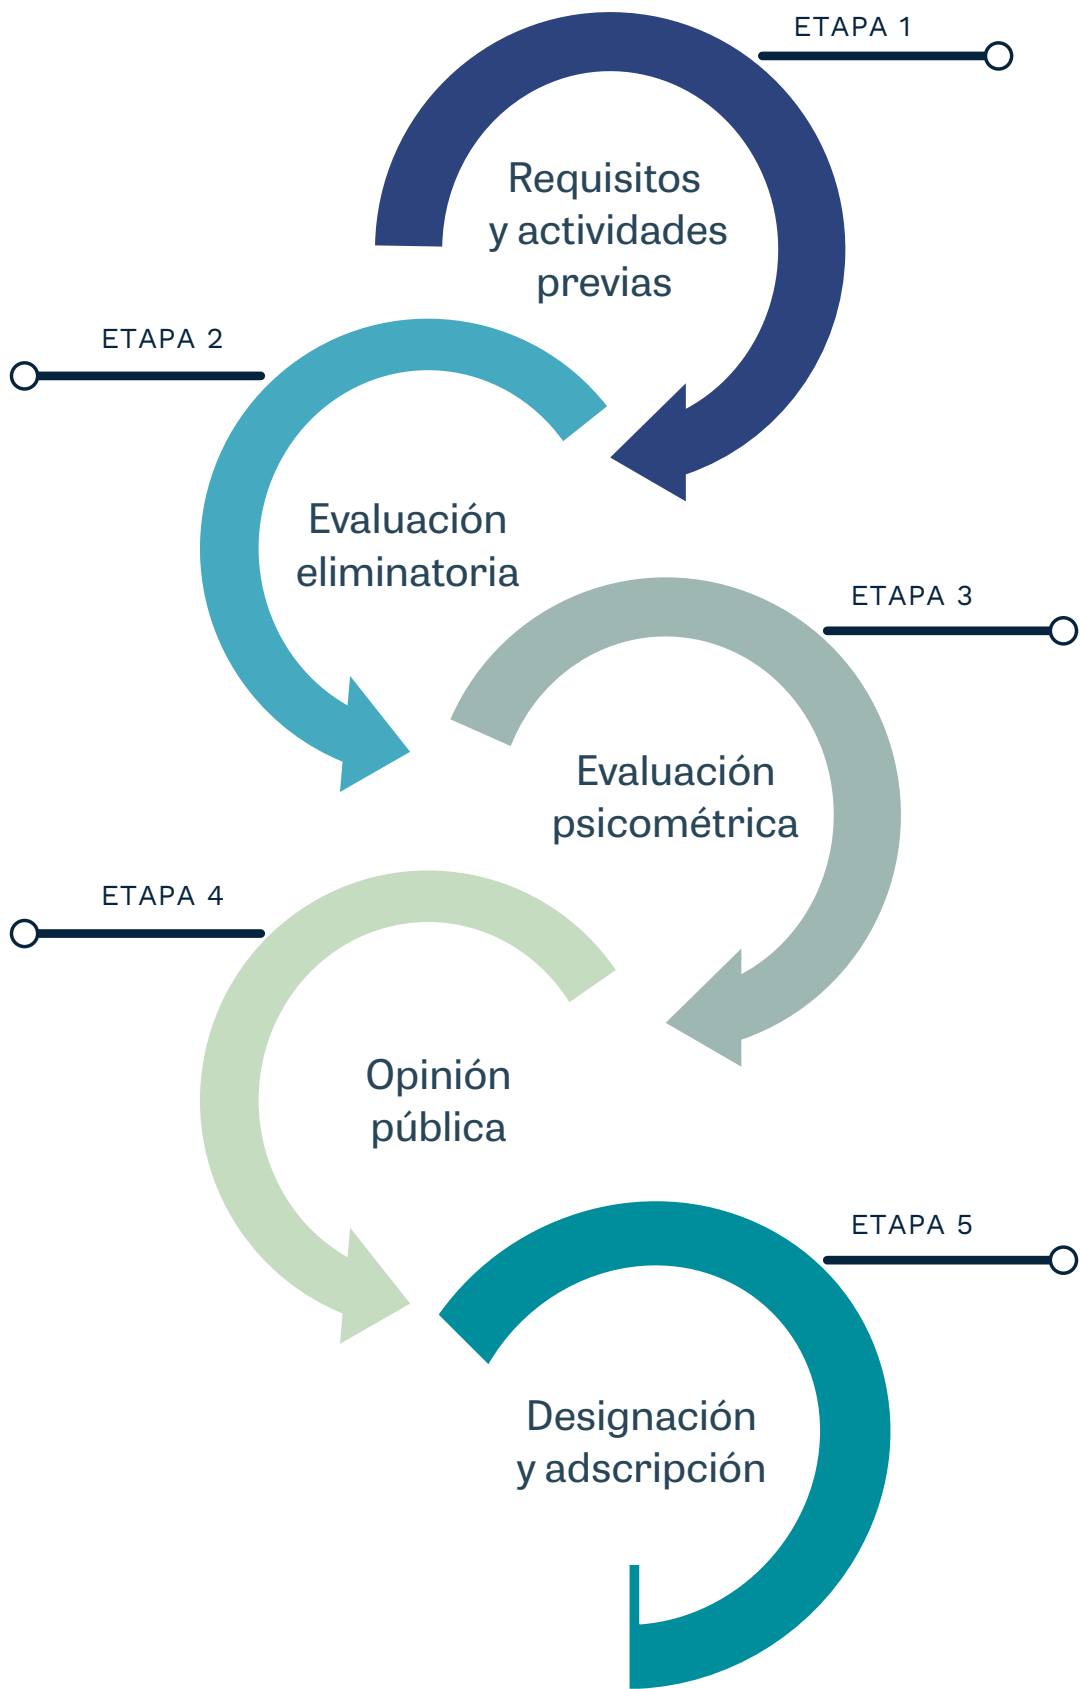 ETAPA 1
Requisitos
y actividades
previas
ETAPA 2
Evaluación
eliminatoria
ETAPA 3
Evaluación
psicométrica
ETAPA 4
Opinión
pública
ETAPA 5
Designación
y adscripción